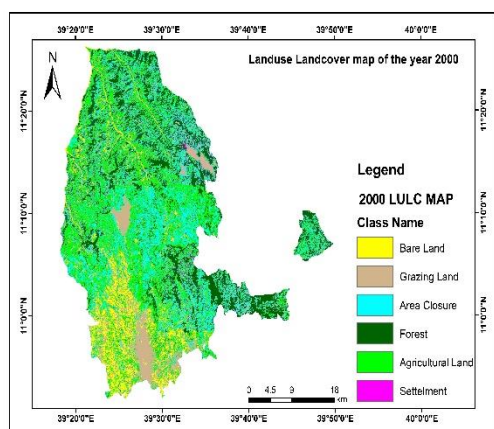 39°20'0"E 39°30'0"E 39°40'0"E 39°50'0"E 40°0'0"E
Landuse Landcover map of the year 2000
N
11°20'0"N 11°20'0"N
11°10'0"N 11°10'0"N
11°0'0"N 11°0'0"N
Legend
2000 LULC MAP
Class Name
Bare Land
Grazing Land
Area Closure
Forest
Agricultural Land
Settelment
0 4.5 9 18
km
39°20'0"E 39°30'0"E 39°40'0"E 39°50'0"E 40°0'0"E